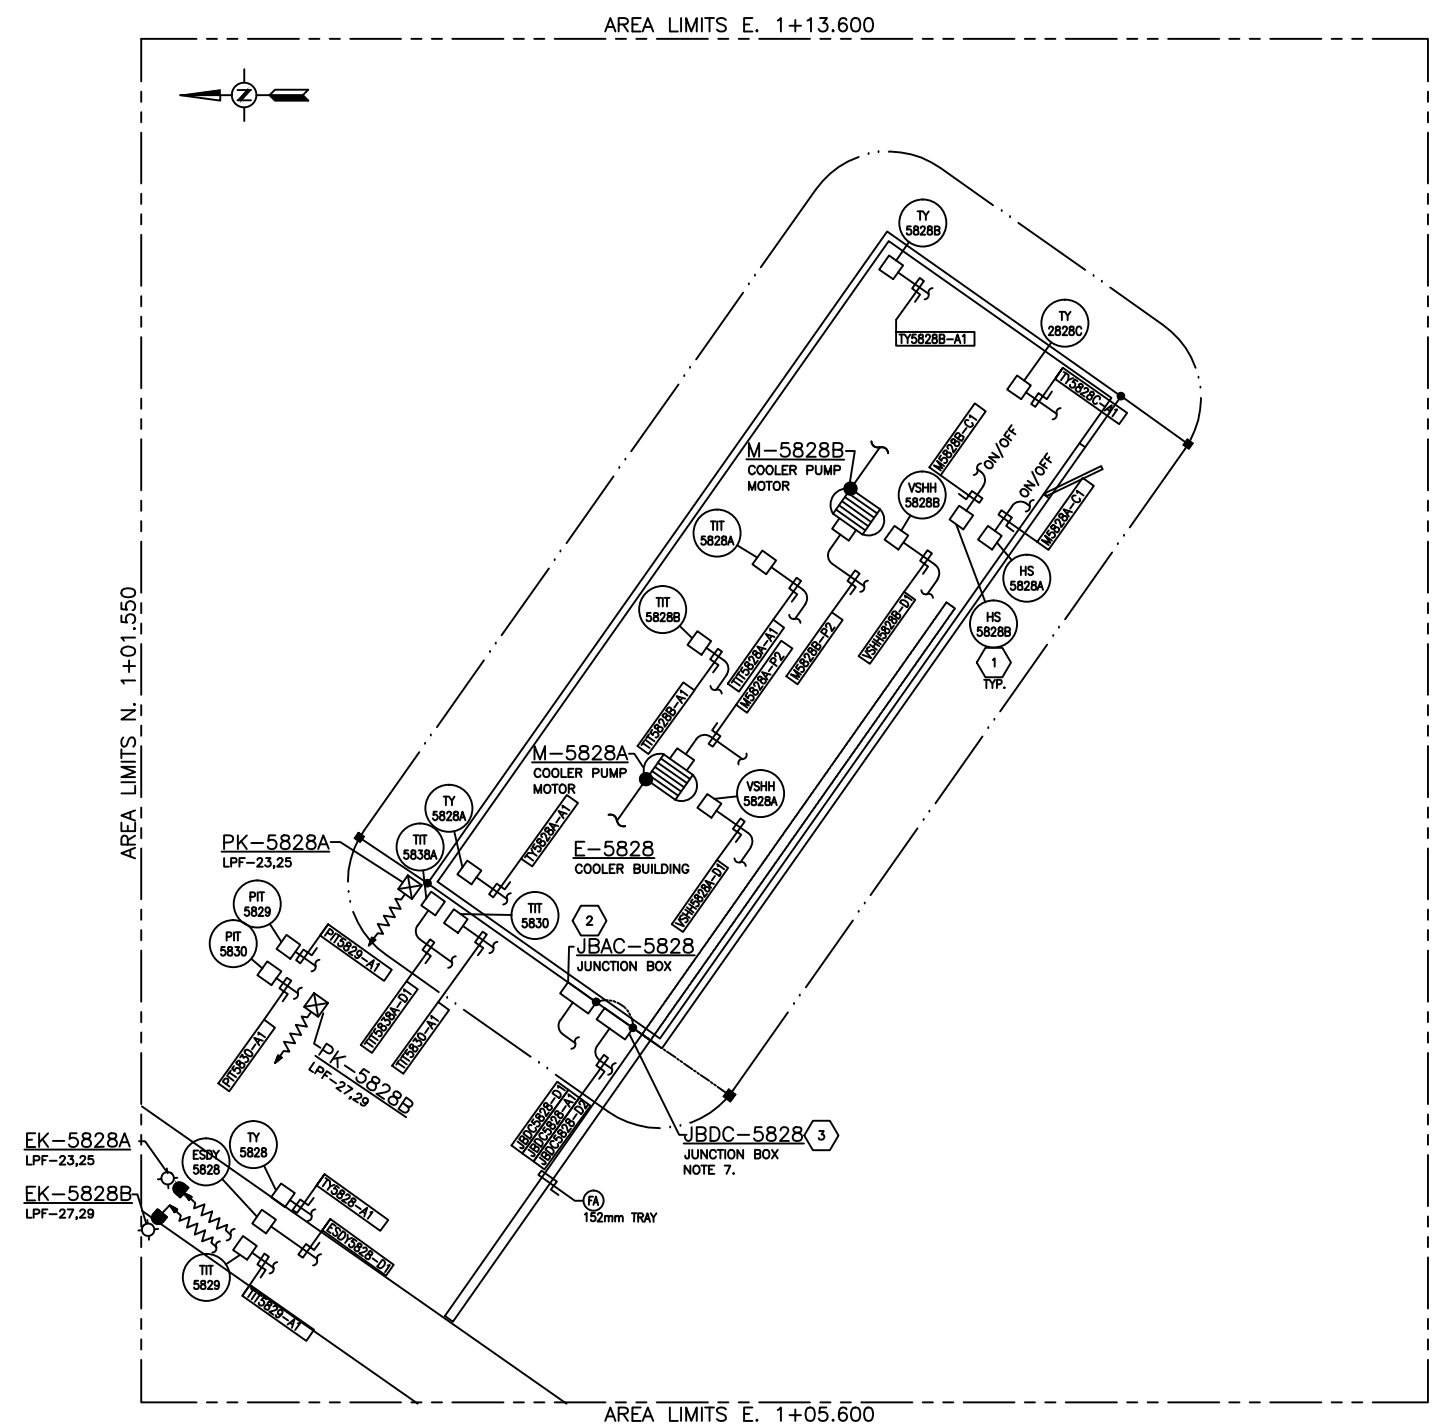 AREA LIMITS E. 1+13.600
N
TY
5828B
TY5828B-A1
TY
2828C
TY5828C-A1
M-5828B
COOLER PUMP
MOTOR
M5828B-C1
ON/OFF
ON/OFF
M5828A-C1
VSHH
5828B
TIT
5828A
HS
5828A
HS
5828B
1
TYP.
TIT
5828B
VSHH5828B-D1
M5828B-P2
TIT5828A-A1
M5828A-P2
TIT5828B-A1
AREA LIMITS N. 1+01.550
M-5828A
COOLER PUMP
MOTOR
VSHH
5828A
TY
5828A
TY5828A-A1
PK-5828A
LPF-23,25
TIT
5838A
E-5828
COOLER BUILDING
VSHH5828A-D1
PIT
5829
TIT
5830
2
PIT
5830
PIT5829-A1
JBAC-5828
JUNCTION BOX
TIT5838A-D1
TIT5830-A1
PIT5830-A1
PK-5828B
LPF-27,29
JBDC5828-D1
JBDC5828-A1
JBDC5828-D2
JBDC-5828
JUNCTION BOX
NOTE 7.
3
EK-5828A
LPF-23,25
ESDY
5828
TY
5828
EK-5828B
LPF-27,29
TY5828-A1
FA
152mm TRAY
ESDY5828-D1
TIT
5829
TIT5829-A1
AREA LIMITS E. 1+05.600